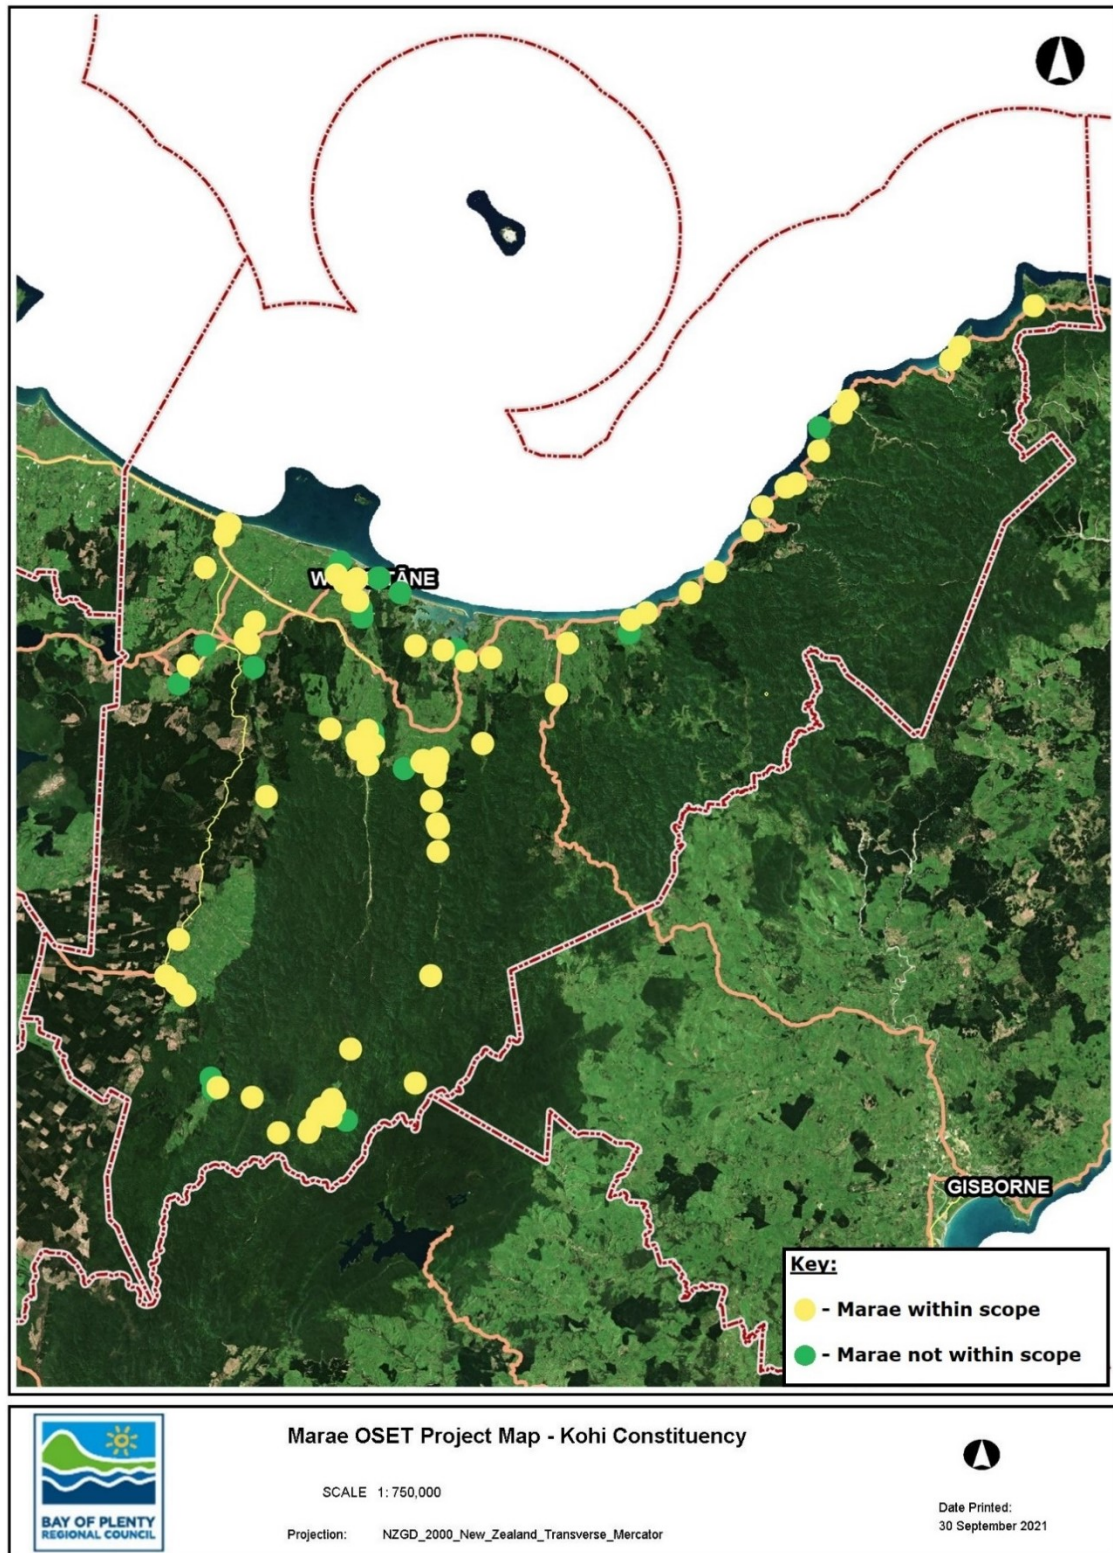 GISBORNE
Key:
- Marae within scope
- Marae not within scope
BAY OF PLENTY
REGIONAL COUNCIL
Marae OSET Project Map - Kohi Constituency
SCALE 1: 750,000
Projection: NZGD_2000_New_Zealand_Transverse_Mercator
Date Printed:
30 September 2021